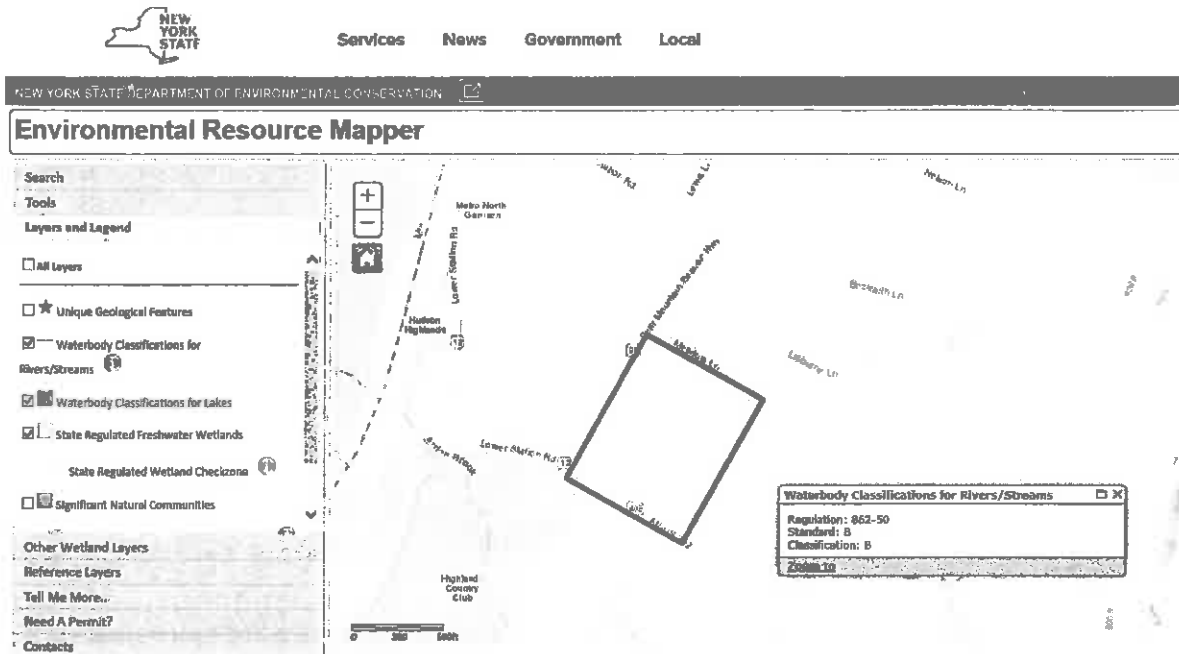 NEW
YORK
STATE
Services News Government Local
NEW YORK STATE DEPARTMENT OF ENVIRONMENTAL CONSERVATION
Environmental Resource Mapper
Search
Tools
Layers and Legend
All Layers
Unique Geological Features
Waterbody Classifications for
Rivers/Streams
Waterbody Classifications for Lakes
State Regulated Freshwater Wetlands
State Regulated Wetland Checkzone
Significant Natural Communities
Other Wetland Layers
Reference Layers
Tell Me More...
Need A Permit?
Contacts
+
−
Metro North
Garrison
Lower Station Rd
Hudson
Highlands
Nelson Ln
Lower Station Rd
Highland
Country
Club
0
500ft
Waterbody Classifications for Rivers/Streams
Regulation: 862-50
Standard: B
Classification: B
Zoom to